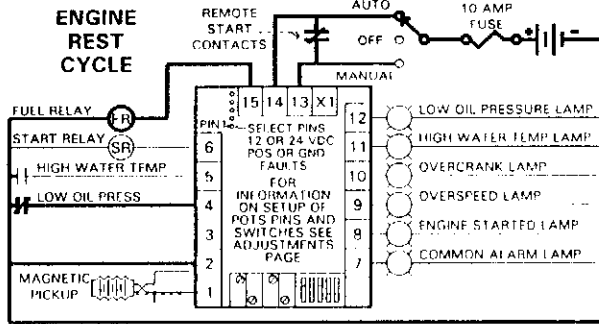 ENGINE
REST
CYCLE
REMOTE
START
CONTACTS
AUTO
OFF
MANUAL
10 AMP
FUSE
+
−
15 14 13 X1
FUEL RELAY
FR
START RELAY
SR
HIGH WATER TEMP
LOW OIL PRESS
MAGNETIC
PICKUP
PIN1
6
5
4
3
2
1
SELECT PINS
12 OR 24 VDC
POS OR GND
FAULTS
FOR
INFORMATION
ON SETUP OF
POTS PINS AND
SWITCHES SEE
ADJUSTMENTS
PAGE
12 LOW OIL PRESSURE LAMP
11 HIGH WATER TEMP LAMP
10 OVERCRANK LAMP
9 OVERSPEED LAMP
8 ENGINE STARTED LAMP
7 COMMON ALARM LAMP